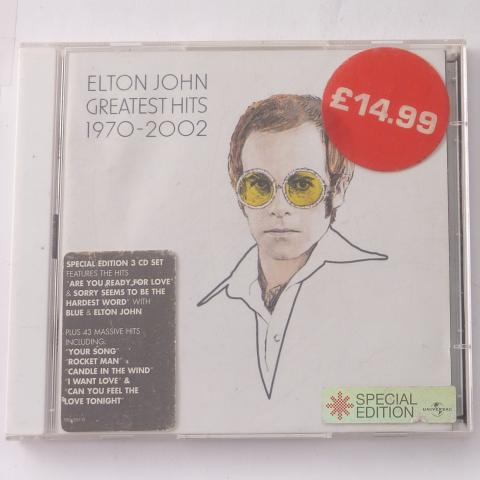 ELTON JOHN
GREATEST HITS
1970-2002
£14.99
SPECIAL EDITION 3 CD SET
FEATURES THE HITS
"ARE YOU READY FOR LOVE"
& SORRY SEEMS TO BE THE
HARDEST WORD" WITH
BLUE & ELTON JOHN
PLUS 43 MASSIVE HITS
INCLUDING:
"YOUR SONG"
"ROCKET MAN" &
"CANDLE IN THE WIND"
"I WANT LOVE" &
"CAN YOU FEEL THE
LOVE TONIGHT"
SPECIAL
EDITION
UNIVERSAL